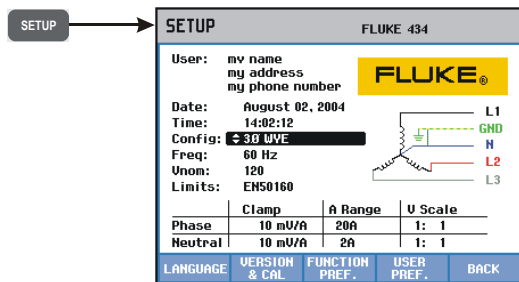 SETUP
SETUP FLUKE 434
User: my name
my address
my phone number
FLUKE®
Date: August 02, 2004
Time: 14:02:12
Config: 3Ø WYE
Freq: 60 Hz
Vnom: 120
Limits: EN50160
L1
GND
N
L2
L3
Clamp A Range V Scale
Phase 10 mV/A 20A 1: 1
Neutral 10 mV/A 2A 1: 1
LANGUAGE VERSION & CAL FUNCTION PREF. USER PREF. BACK